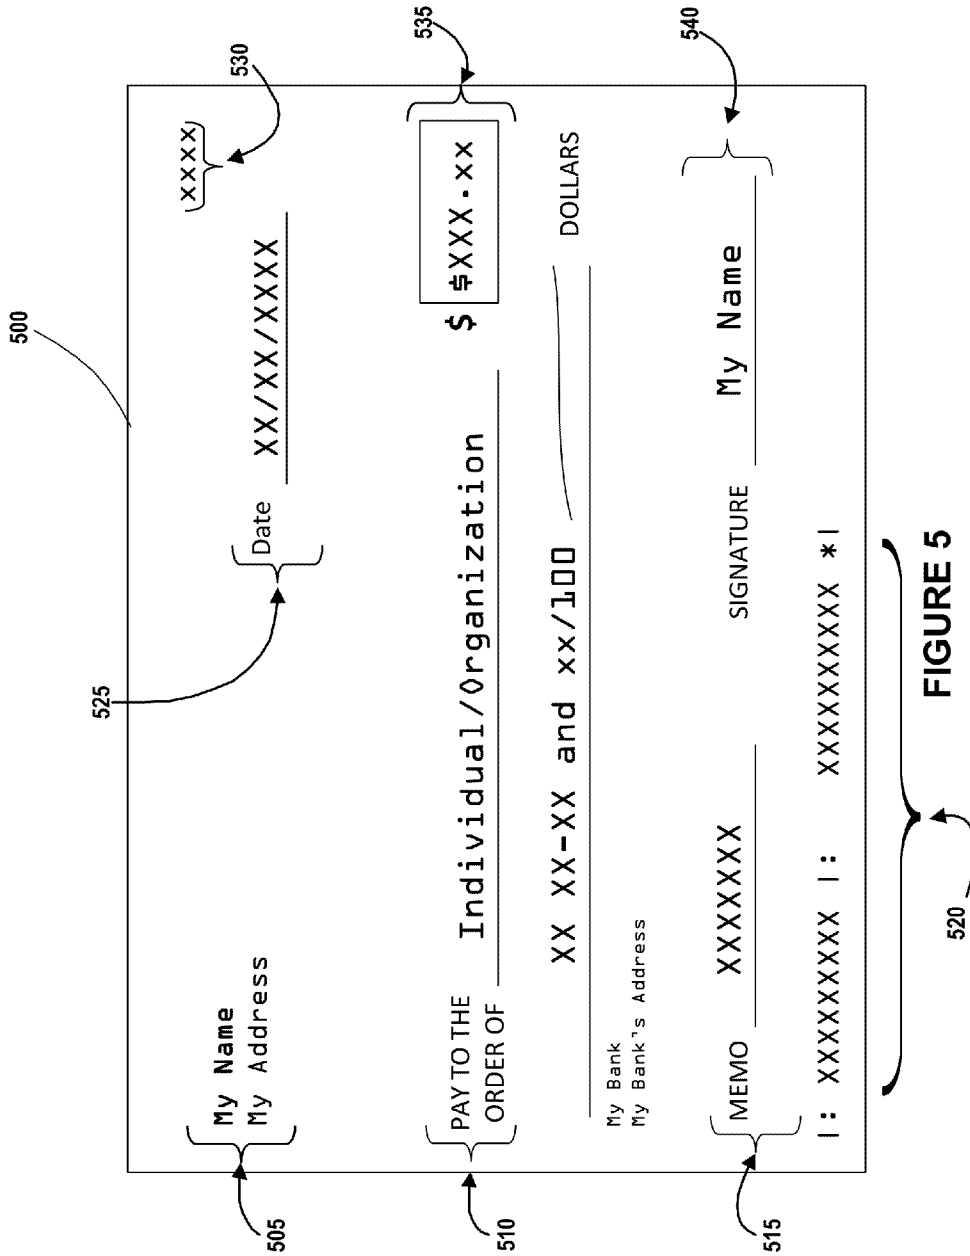 500
530
535
525
xxxx
My Name
My Address
Date XX/XX/XXXX
505
PAY TO THE
ORDER OF
Individual/Organization
$ $XXX.xx
510
XX XX-XX and xx/100
DOLLARS
My Bank
My Bank's Address
540
MEMO XXXXXXX
SIGNATURE My Name
515
|: XXXXXXXXX |: XXXXXXXXXX *|
520
FIGURE 5